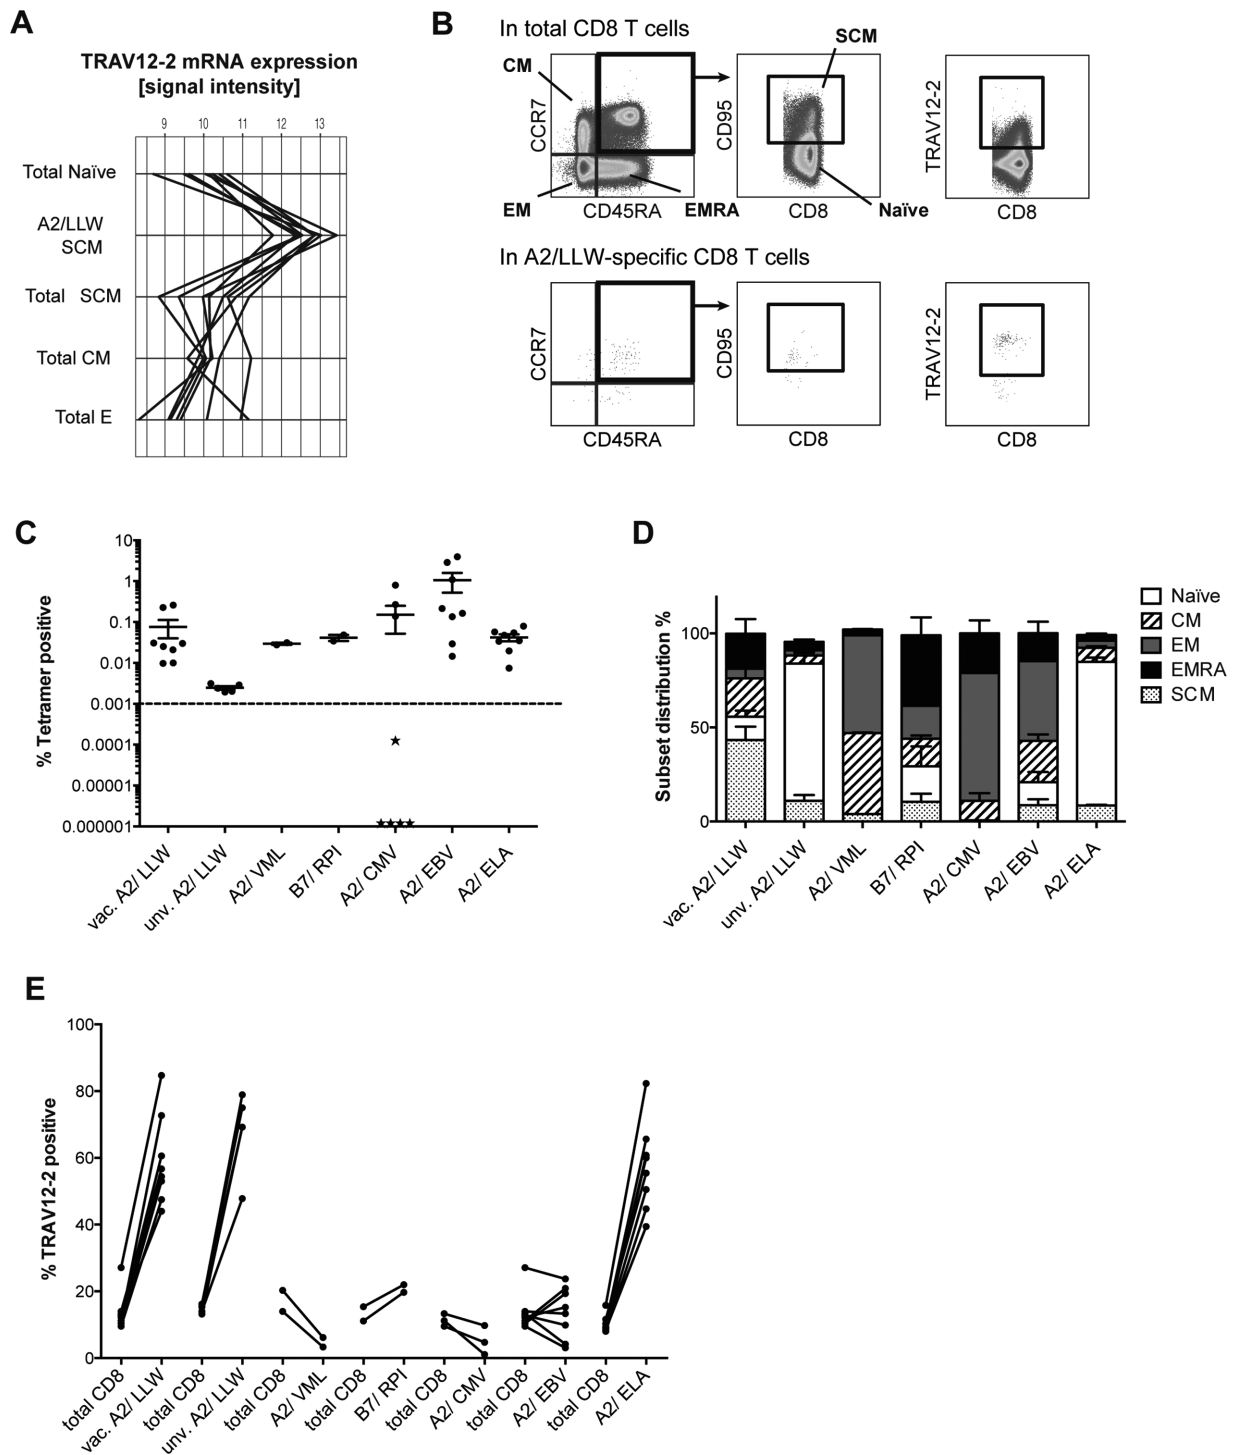 A
TRAV12-2 mRNA expression
[signal intensity]
9 10 11 12 13
Total Naïve
A2/LLW
SCM
Total SCM
Total CM
Total E
B
In total CD8 T cells
SCM
CM
CCR7
CD95
TRAV12-2
EM
CD45RA
EMRA
CD8
Naïve
CD8
In A2/LLW-specific CD8 T cells
CCR7
CD95
TRAV12-2
CD45RA
CD8
CD8
C
% Tetramer positive
10
1
0.1
0.01
0.001
0.0001
0.00001
0.000001
vac. A2/ LLW
unv. A2/ LLW
A2/ VML
B7/ RPI
A2/ CMV
A2/ EBV
A2/ ELA
D
Subset distribution %
100
50
0
vac. A2/ LLW
unv. A2/ LLW
A2/ VML
B7/ RPI
A2/ CMV
A2/ EBV
A2/ ELA
Naïve
CM
EM
EMRA
SCM
E
% TRAV12-2 positive
100
80
60
40
20
0
total CD8
vac. A2/ LLW
total CD8
unv. A2/ LLW
total CD8
A2/ VML
total CD8
B7/ RPI
total CD8
A2/ CMV
total CD8
A2/ EBV
total CD8
A2/ ELA